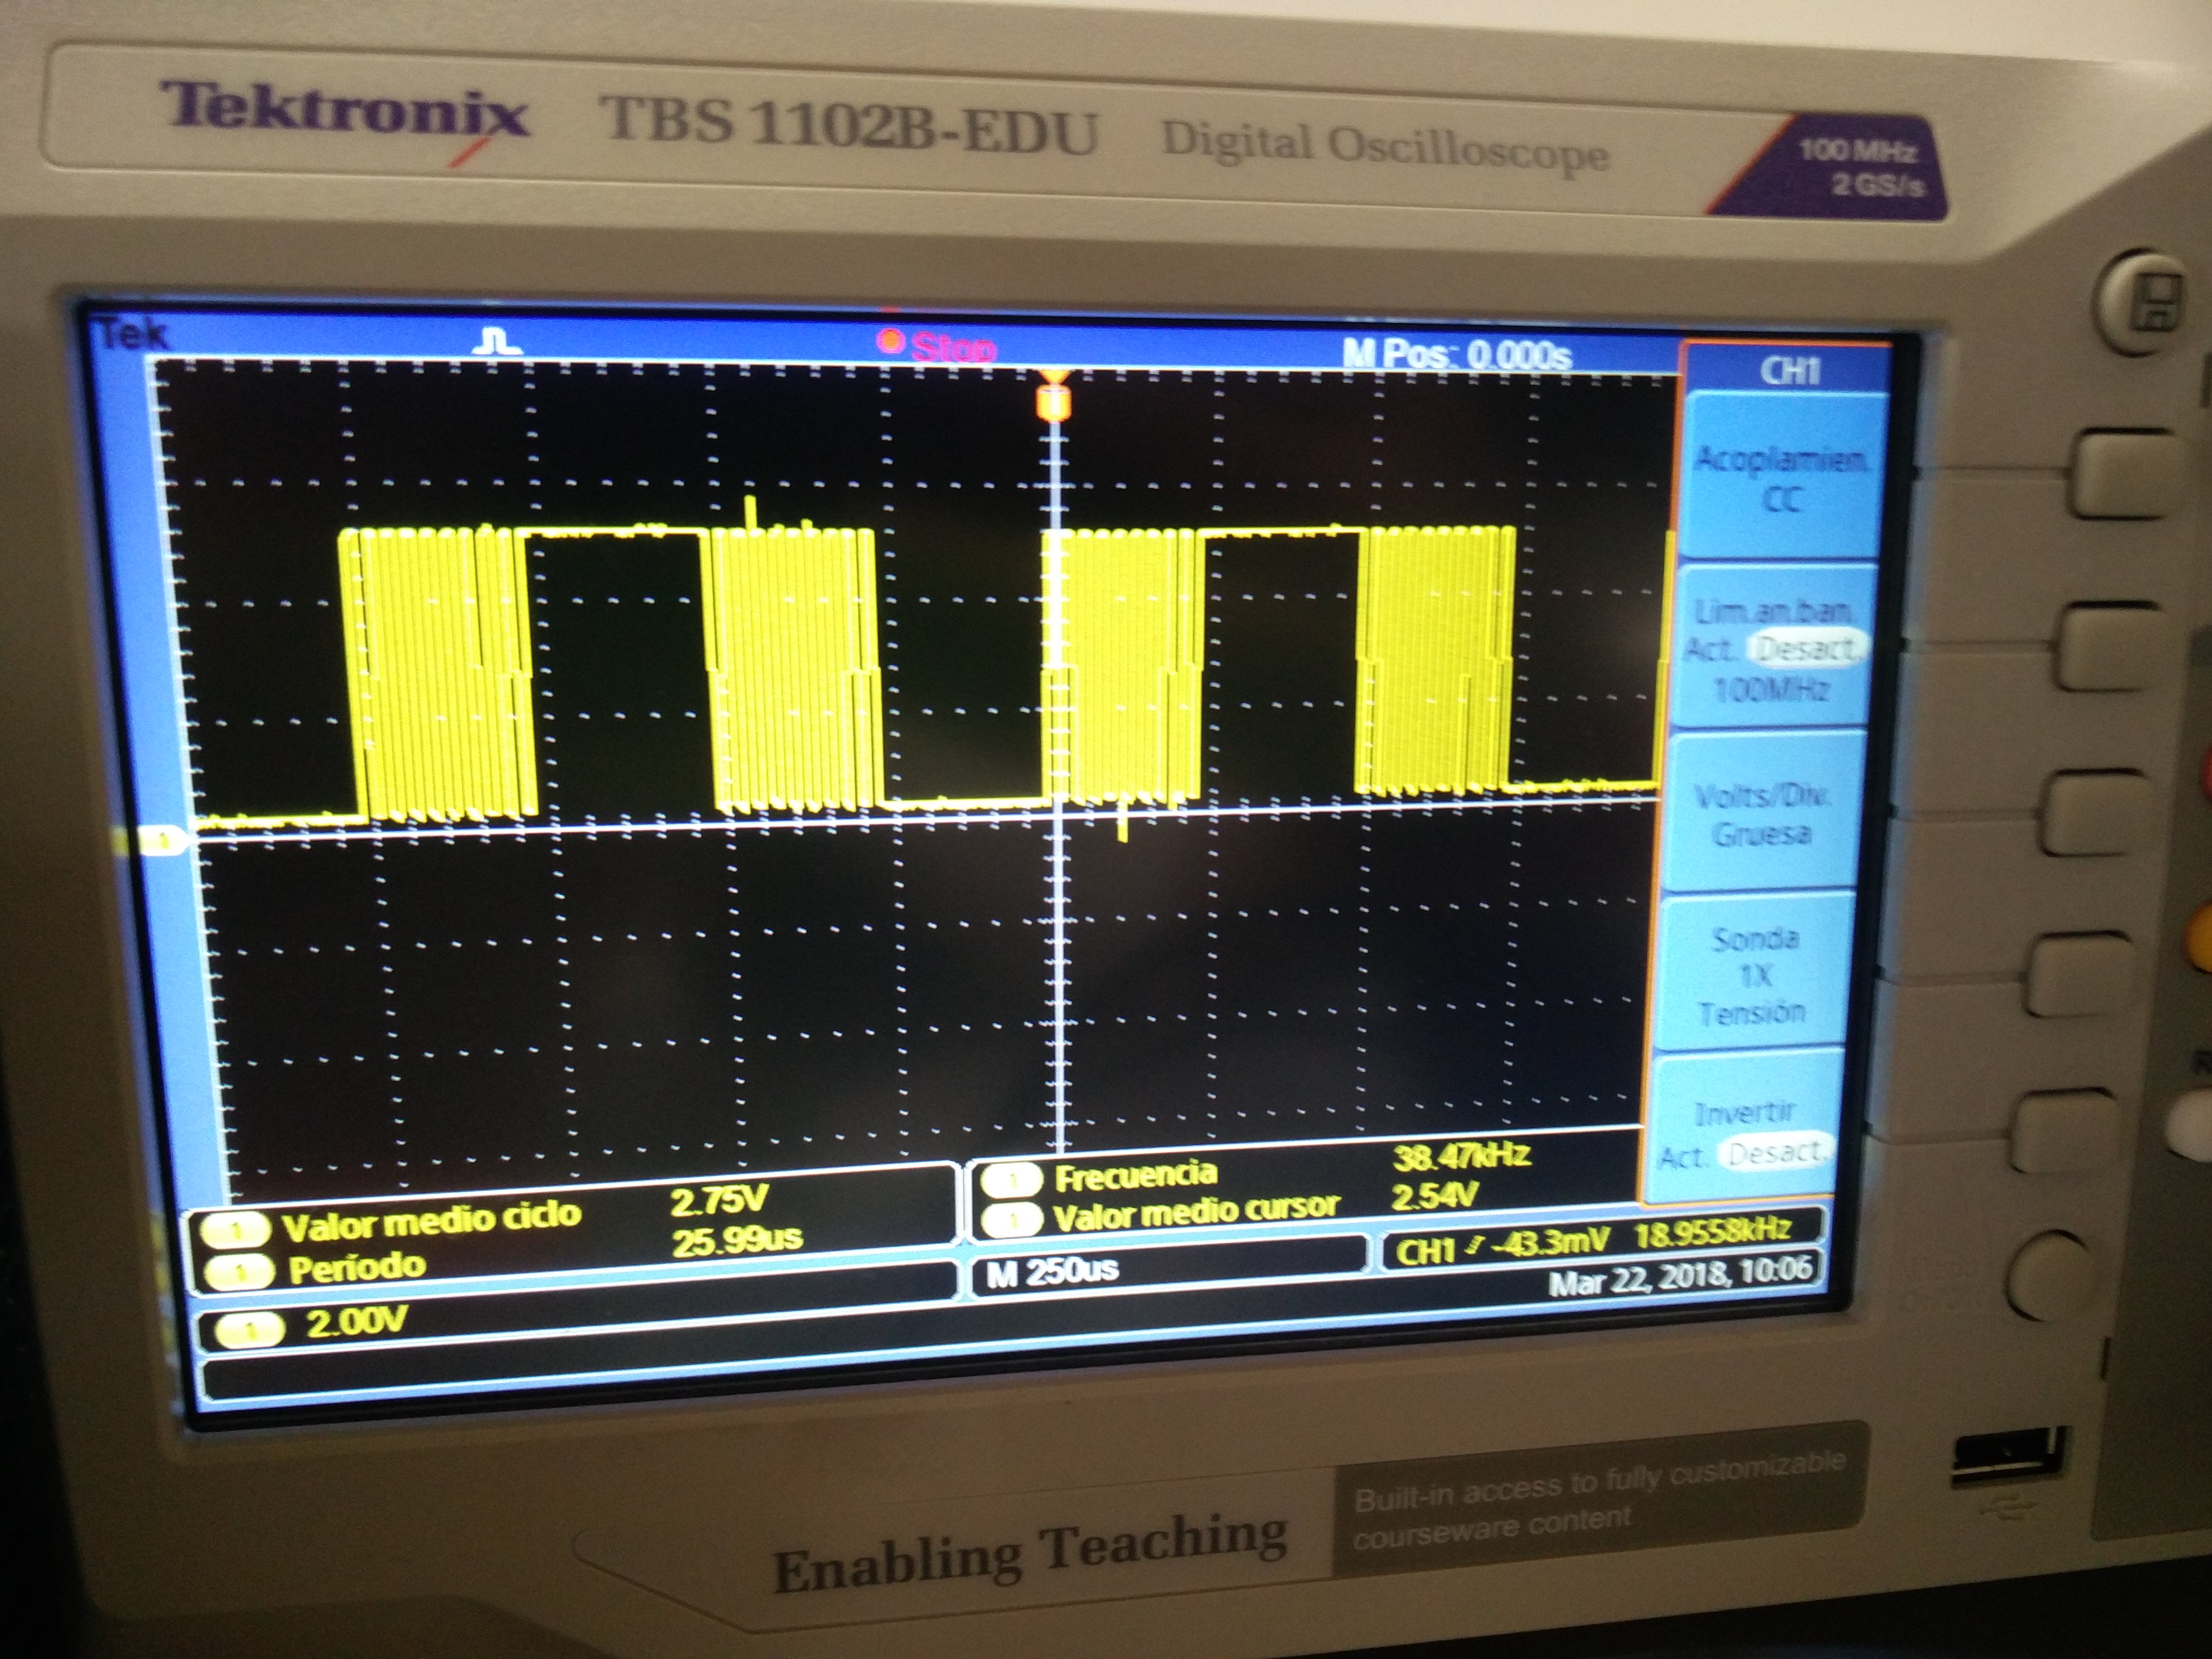 Tektronix TBS 1102B-EDU Digital Oscilloscope
100 MHz
2 GS/s
Tek Stop M Pos: 0.000s
CH1
Acoplamien.
CC
Lim.an.ban.
Act. Desact.
100MHz
Volts/Div.
Gruesa
Sonda
1X
Tensión
Invertir
Act. Desact.
1 Valor medio ciclo 2.75V
1 Período 25.99us
1 Frecuencia 38.47kHz
1 Valor medio cursor 2.54V
1 2.00V
M 250us
CH1 -43.3mV 18.9558kHz
Mar 22, 2018, 10:06
Enabling Teaching
Built-in access to fully customizable
courseware content